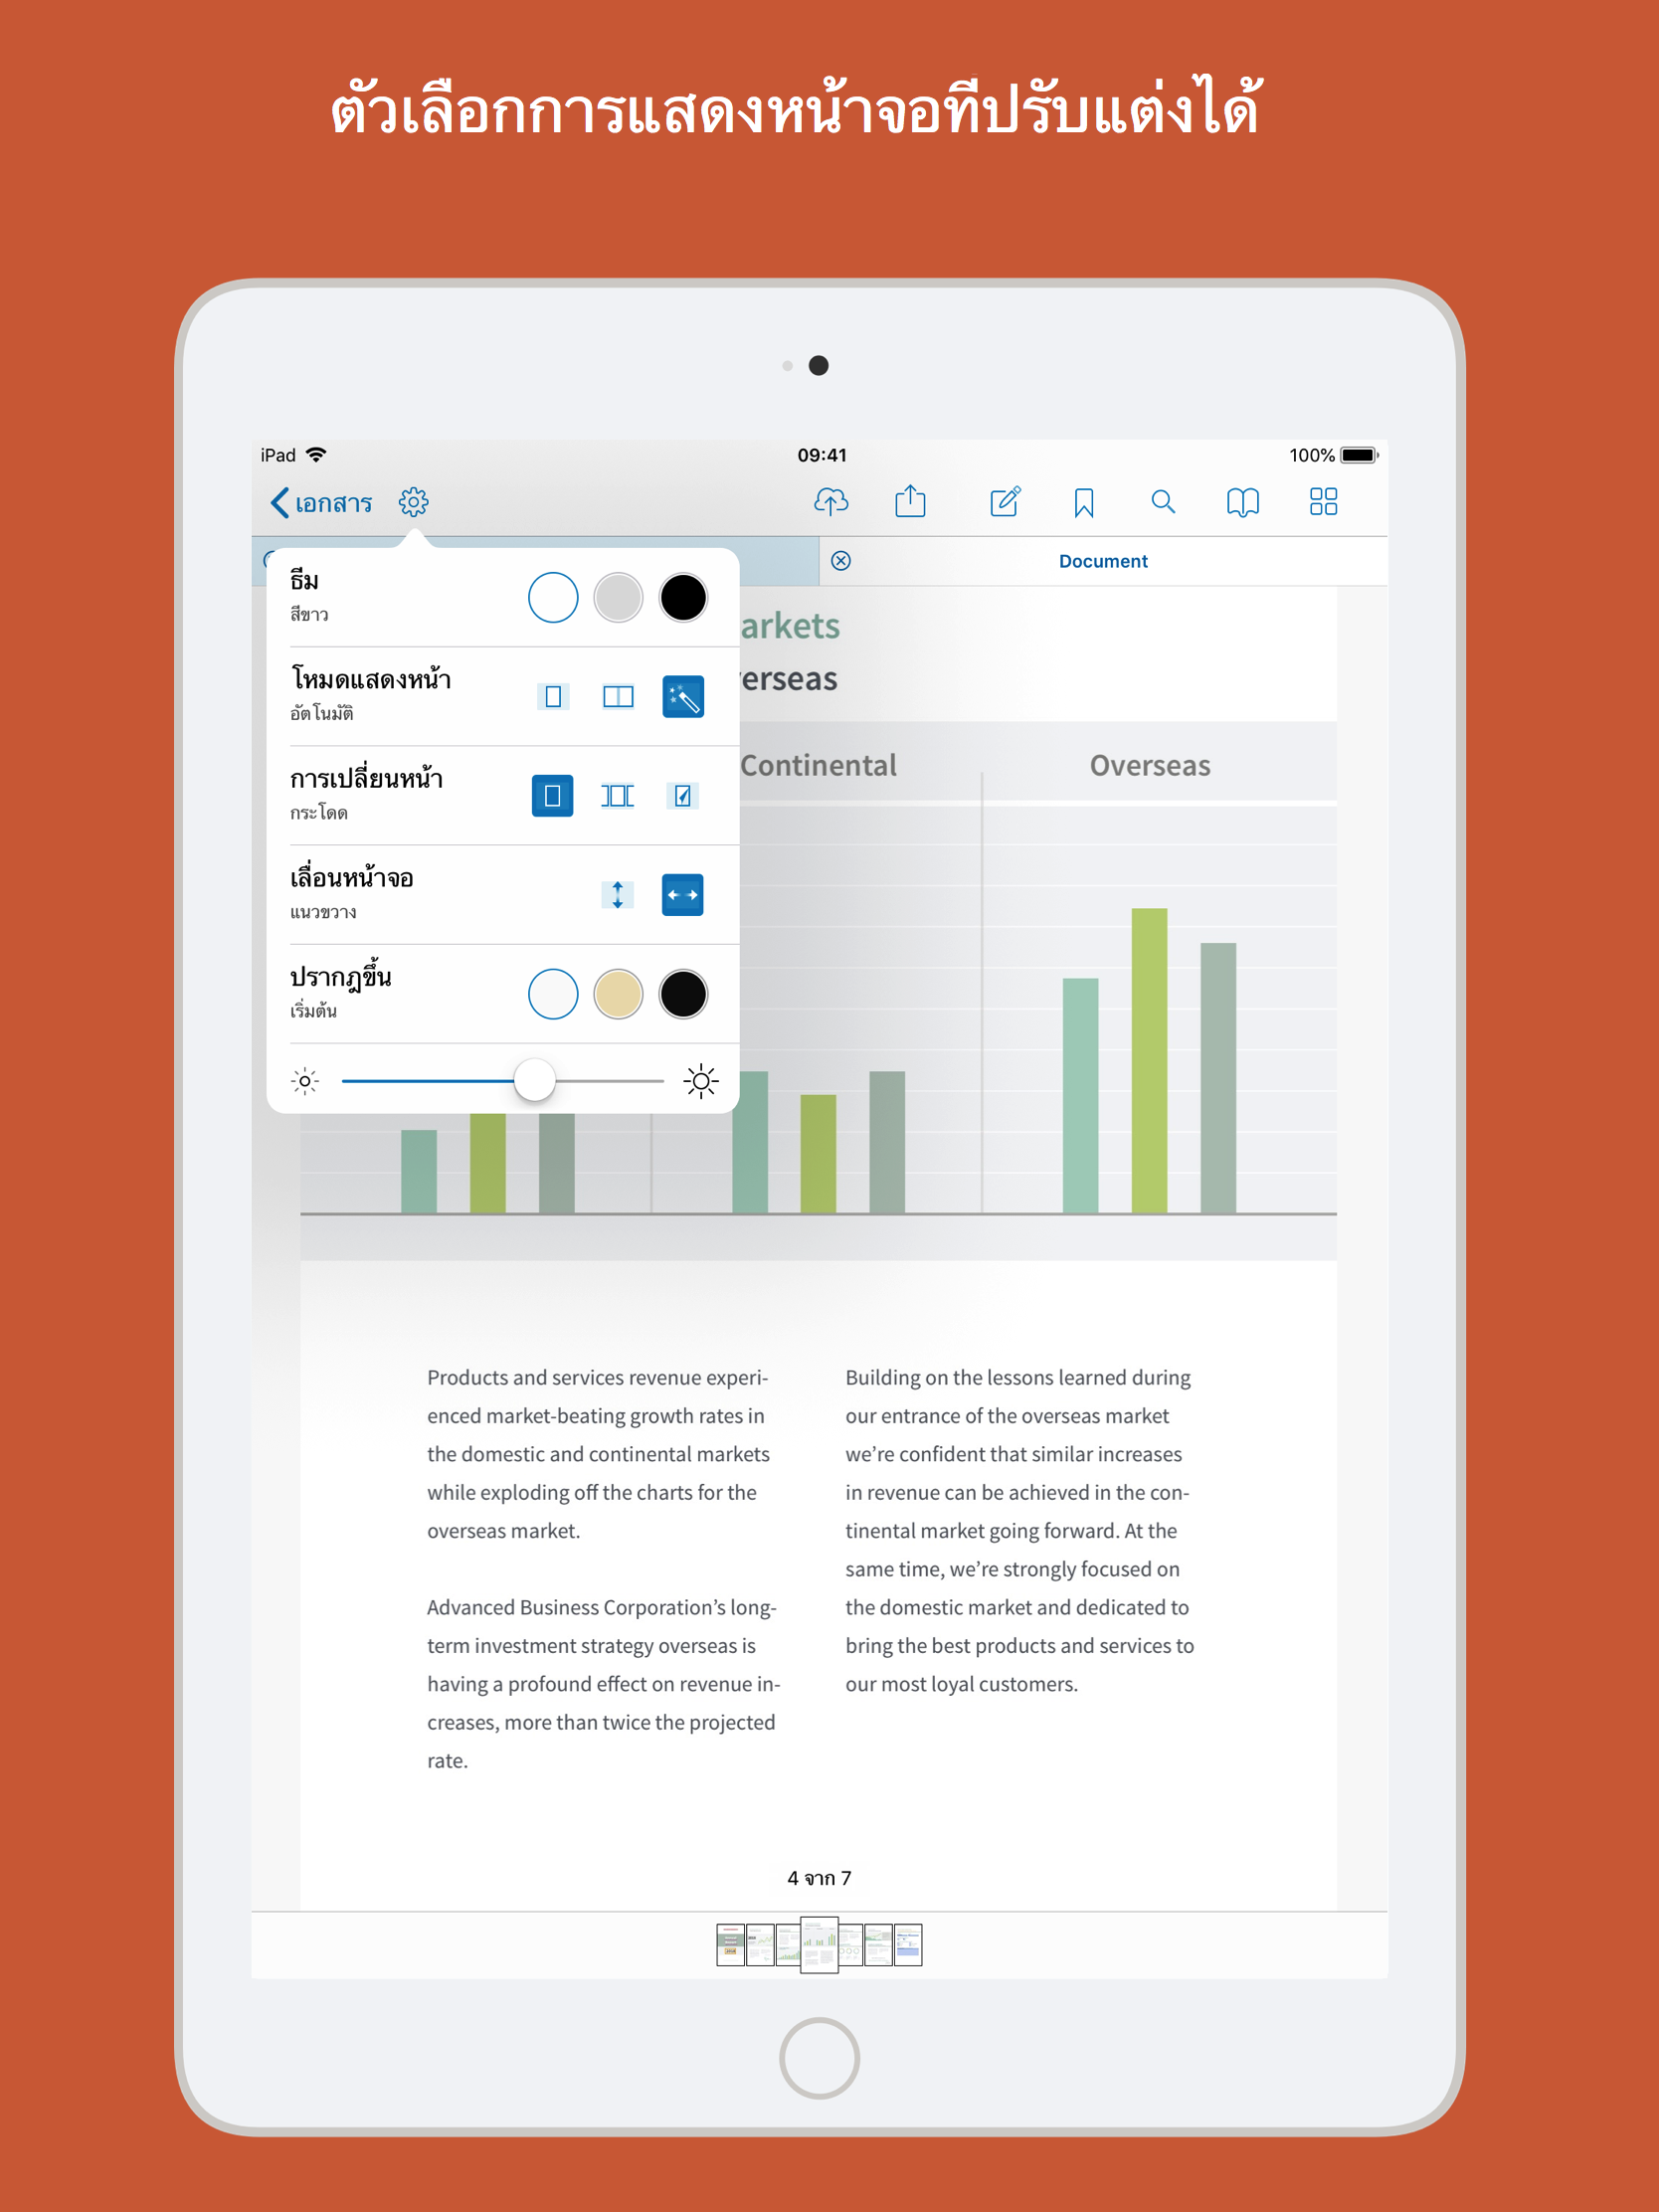 ตัวเลือกการแสดงหน้าจอที่ปรับแต่งได้
iPad 09:41 100%
เอกสาร
Document
ธีม
สีขาว
โหมดแสดงหน้า
อัตโนมัติ
การเปลี่ยนหน้า
กระโดด
เลื่อนหน้าจอ
แนวขวาง
ปรากฎขึ้น
เริ่มต้น
arkets
erseas
Continental Overseas
Products and services revenue experi-
enced market-beating growth rates in
the domestic and continental markets
while exploding off the charts for the
overseas market.
Advanced Business Corporation’s long-
term investment strategy overseas is
having a profound effect on revenue in-
creases, more than twice the projected
rate.
Building on the lessons learned during
our entrance of the overseas market
we’re confident that similar increases
in revenue can be achieved in the con-
tinental market going forward. At the
same time, we’re strongly focused on
the domestic market and dedicated to
bring the best products and services to
our most loyal customers.
4 จาก 7